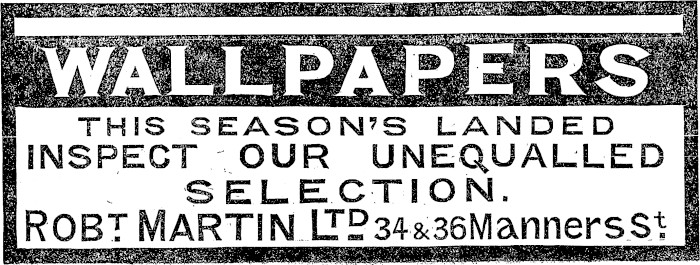 WALLPAPERS
THIS SEASON'S LANDED
INSPECT OUR UNEQUALLED
SELECTION.
ROBT. MARTIN LTD 34 & 36 Manners St.